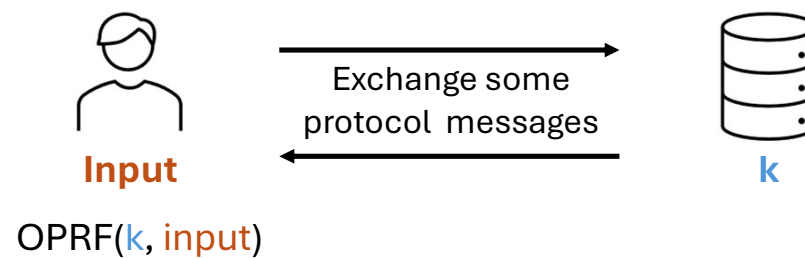 Exchange some
protocol messages
Input
k
OPRF(k, input)